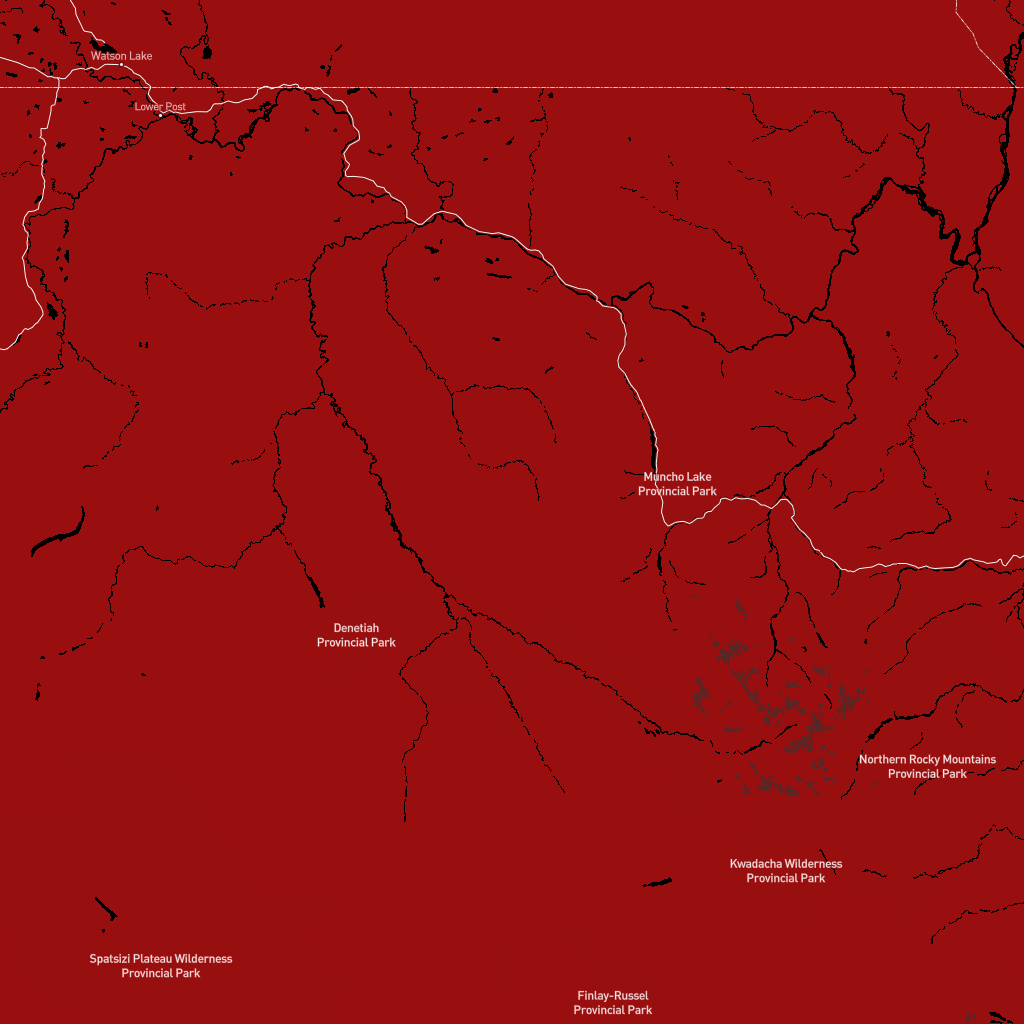 Watson Lake
Lower Post
Muncho Lake
Provincial Park
Denetiah
Provincial Park
Northern Rocky Mountains
Provincial Park
Kwadacha Wilderness
Provincial Park
Spatsizi Plateau Wilderness
Provincial Park
Finlay-Russel
Provincial Park